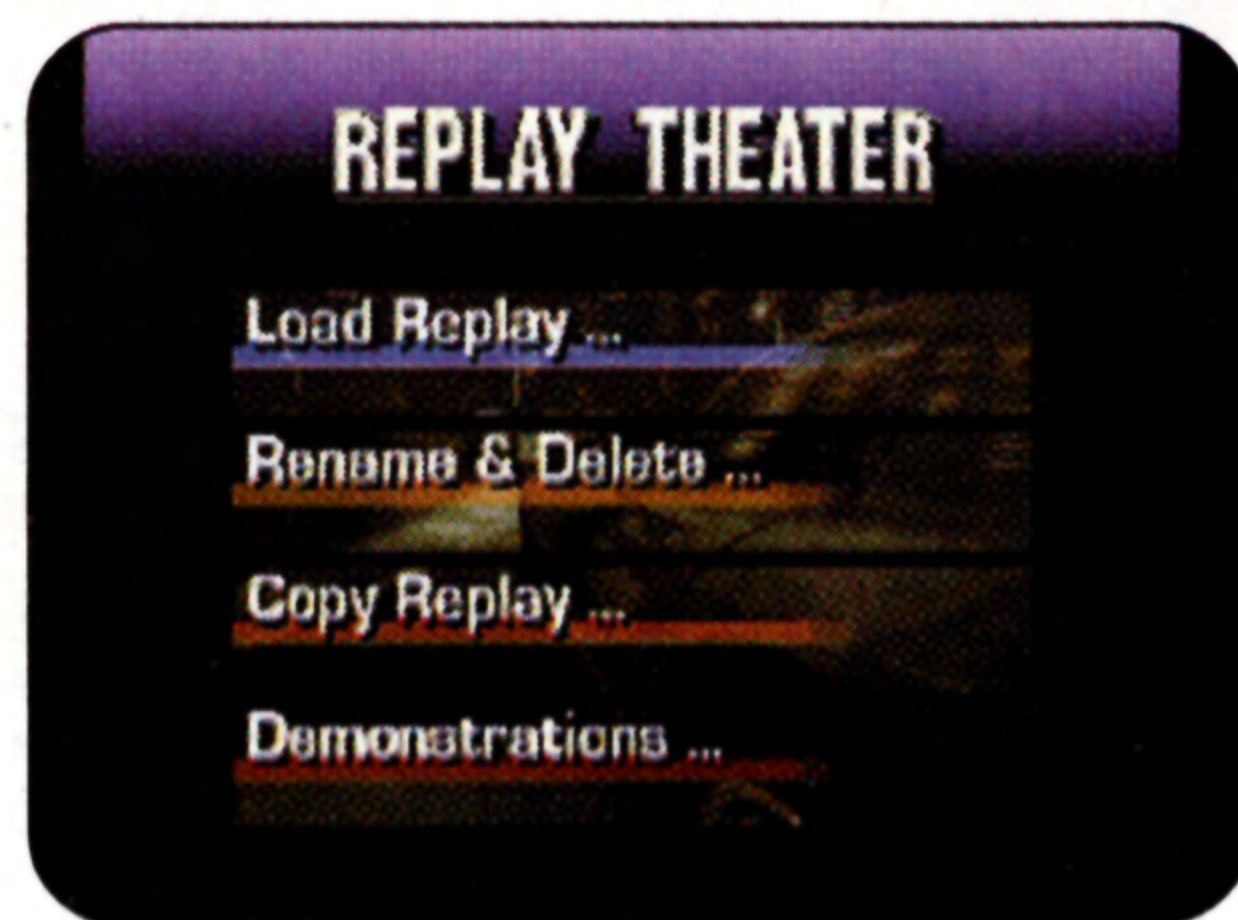 REPLAY THEATER
Load Replay ...
Rename & Delete ...
Copy Replay ...
Demonstrations ...